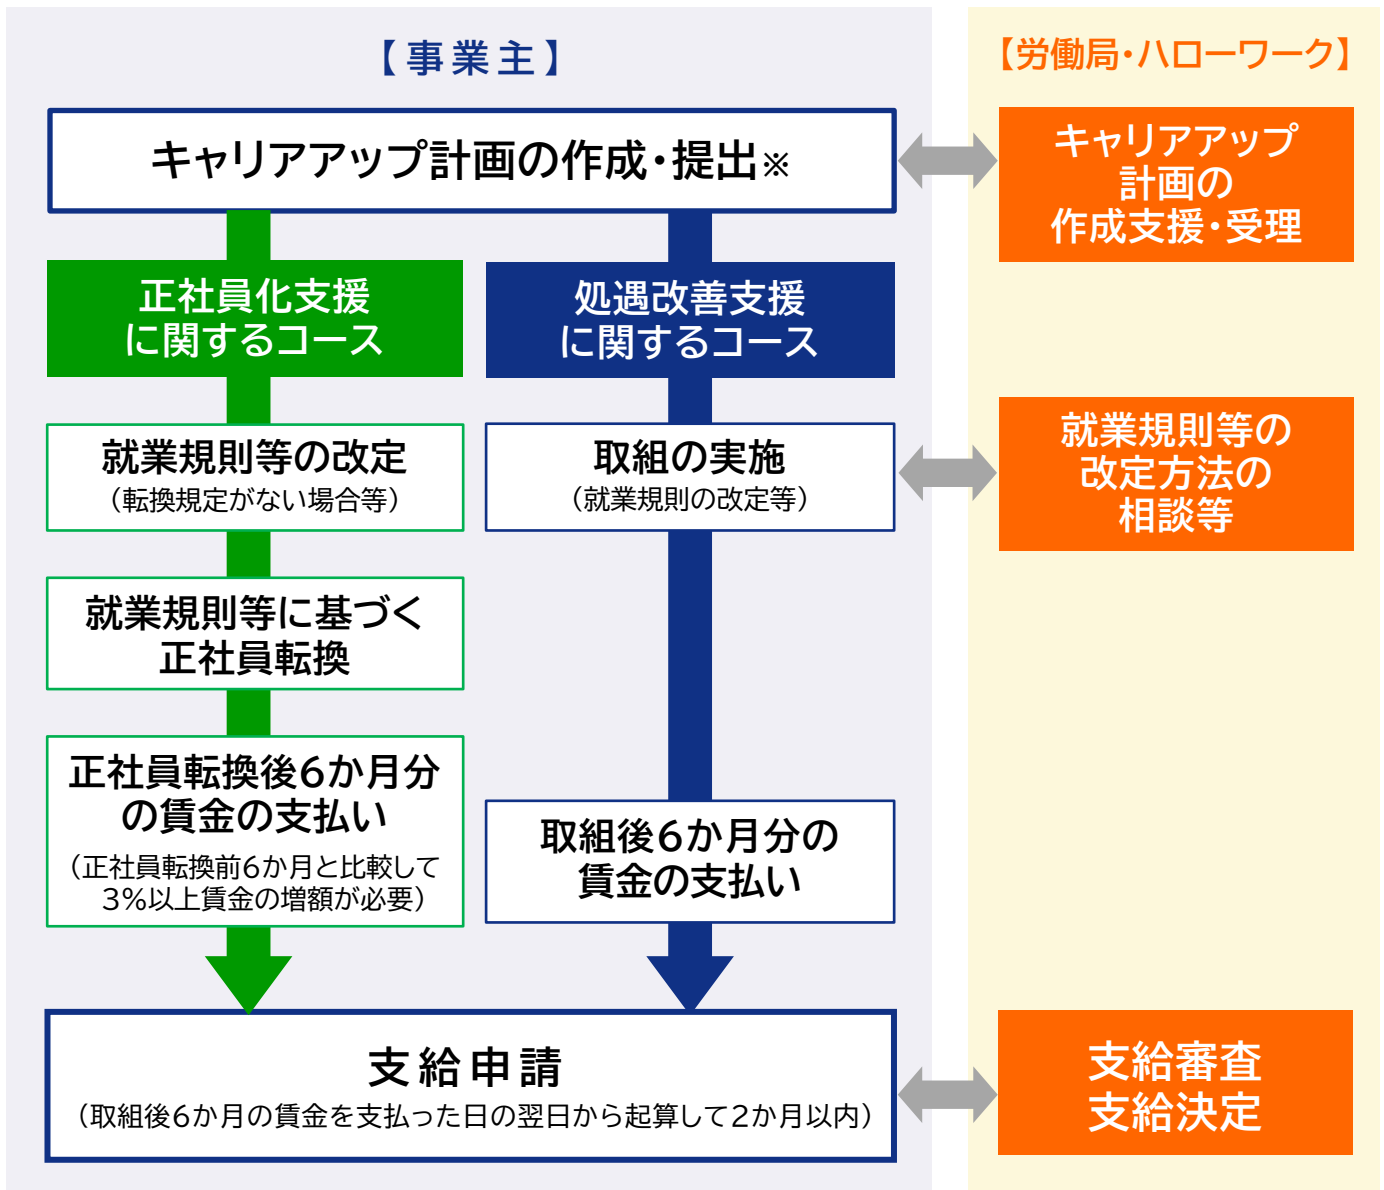 【事業主】
キャリアアップ計画の作成・提出※
正社員化支援
に関するコース
就業規則等の改定
（転換規定がない場合等）
就業規則等に基づく
正社員転換
正社員転換後6か月分
の賃金の支払い
（正社員転換前6か月と比較して
3%以上賃金の増額が必要）
処遇改善支援
に関するコース
取組の実施
（就業規則の改定等）
取組後6か月分の
賃金の支払い
支給申請
（取組後6か月の賃金を支払った日の翌日から起算して2か月以内）
【労働局・ハローワーク】
キャリアアップ
計画の
作成支援・受理
就業規則等の
改定方法の
相談等
支給審査
支給決定